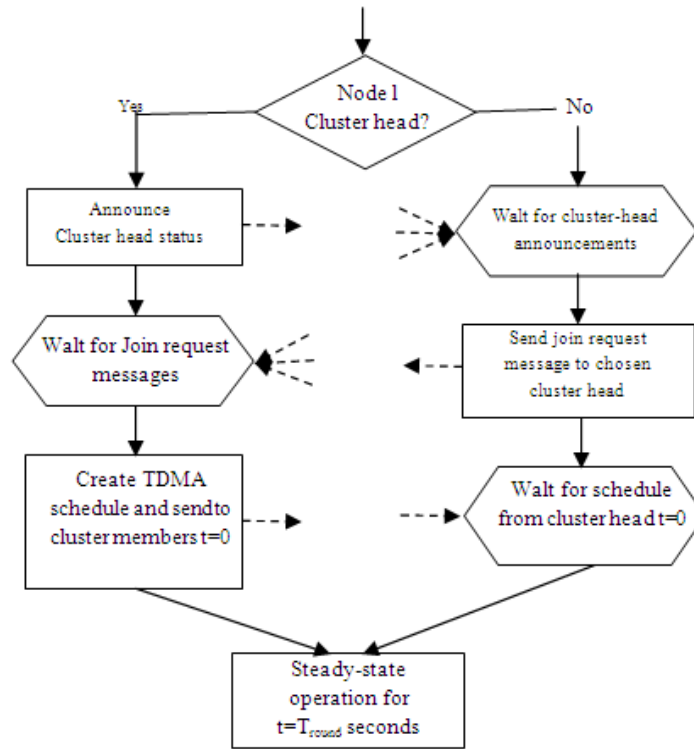 Node l
Cluster head?
Yes
No
Announce
Cluster head status
Walt for cluster-head
announcements
Walt for Join request
messages
Send join request
message to chosen
cluster head
Create TDMA
schedule and sendto
cluster members t=0
Walt for schedule
from cluster head t=0
Steady-state
operation for
t=Tround seconds